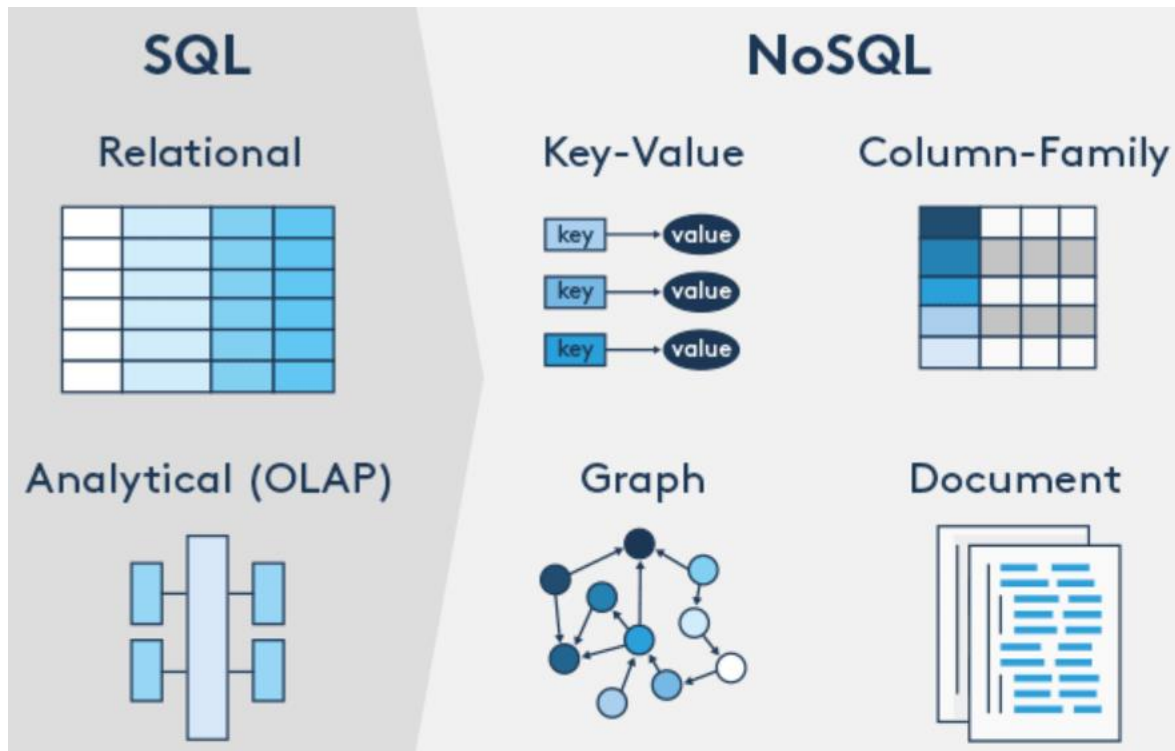 SQL
NoSQL
Relational
Key-Value
Column-Family
key
value
key
value
key
value
Analytical (OLAP)
Graph
Document